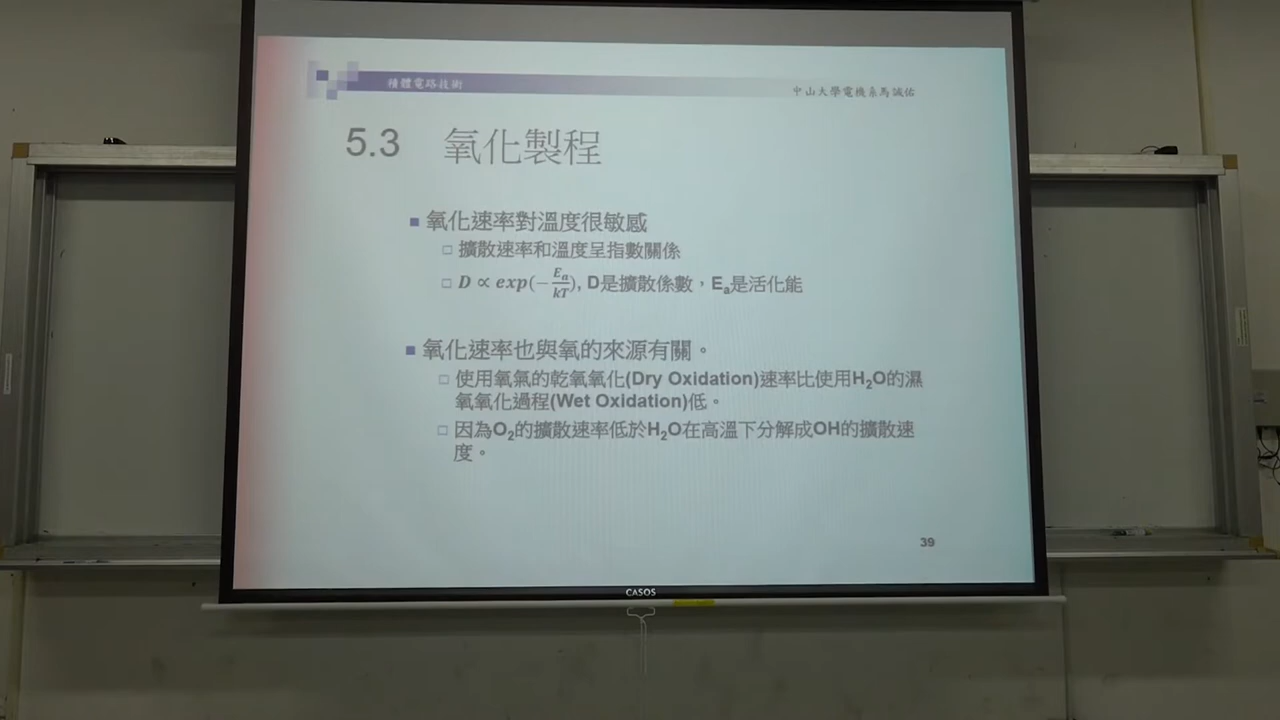 積體電路技術
中山大學電機系馬誠佑
5.3 氧化製程
■ 氧化速率對溫度很敏感
□ 擴散速率和溫度呈指數關係
□ D ∝ exp(−Ea/kT), D是擴散係數，Ea是活化能
■ 氧化速率也與氧的來源有關。
□ 使用氧氣的乾氧氧化(Dry Oxidation)速率比使用H₂O的濕
氧氧化過程(Wet Oxidation)低。
□ 因為O₂的擴散速率低於H₂O在高溫下分解成OH的擴散速
度。
39
CASOS